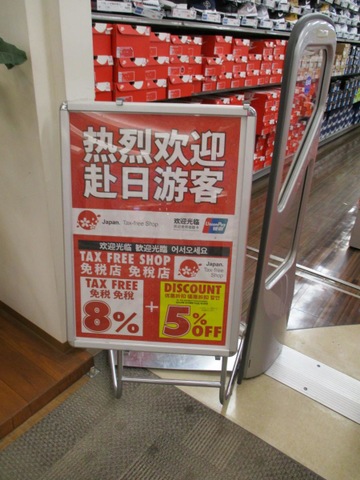 热烈欢迎
赴日游客
Japan. Tax-free Shop
欢迎光临
欢迎光临 歡迎光臨 어서오세요
TAX FREE SHOP
免税店 免稅店
Japan. Tax-free Shop
TAX FREE
免税 免稅
8%
+
DISCOUNT
5% OFF